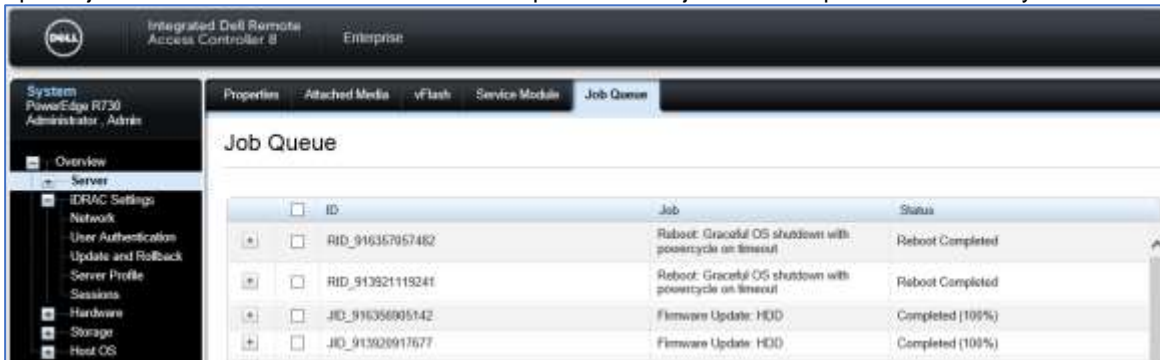 DELL
Integrated Dell Remote
Access Controller 8
Enterprise
System
PowerEdge R730
Administrator , Admin
Properties
Attached Media
vFlash
Service Module
Job Queue
Job Queue
Overview
Server
iDRAC Settings
Network
User Authentication
Update and Rollback
Server Profile
Sessions
Hardware
Storage
Host OS
ID Job Status
RID_916357057482 Reboot: Graceful OS shutdown with
powercycle on timeout Reboot Completed
RID_913921119241 Reboot: Graceful OS shutdown with
powercycle on timeout Reboot Completed
JID_916356905142 Firmware Update: HDD Completed (100%)
JID_913920917677 Firmware Update: HDD Completed (100%)